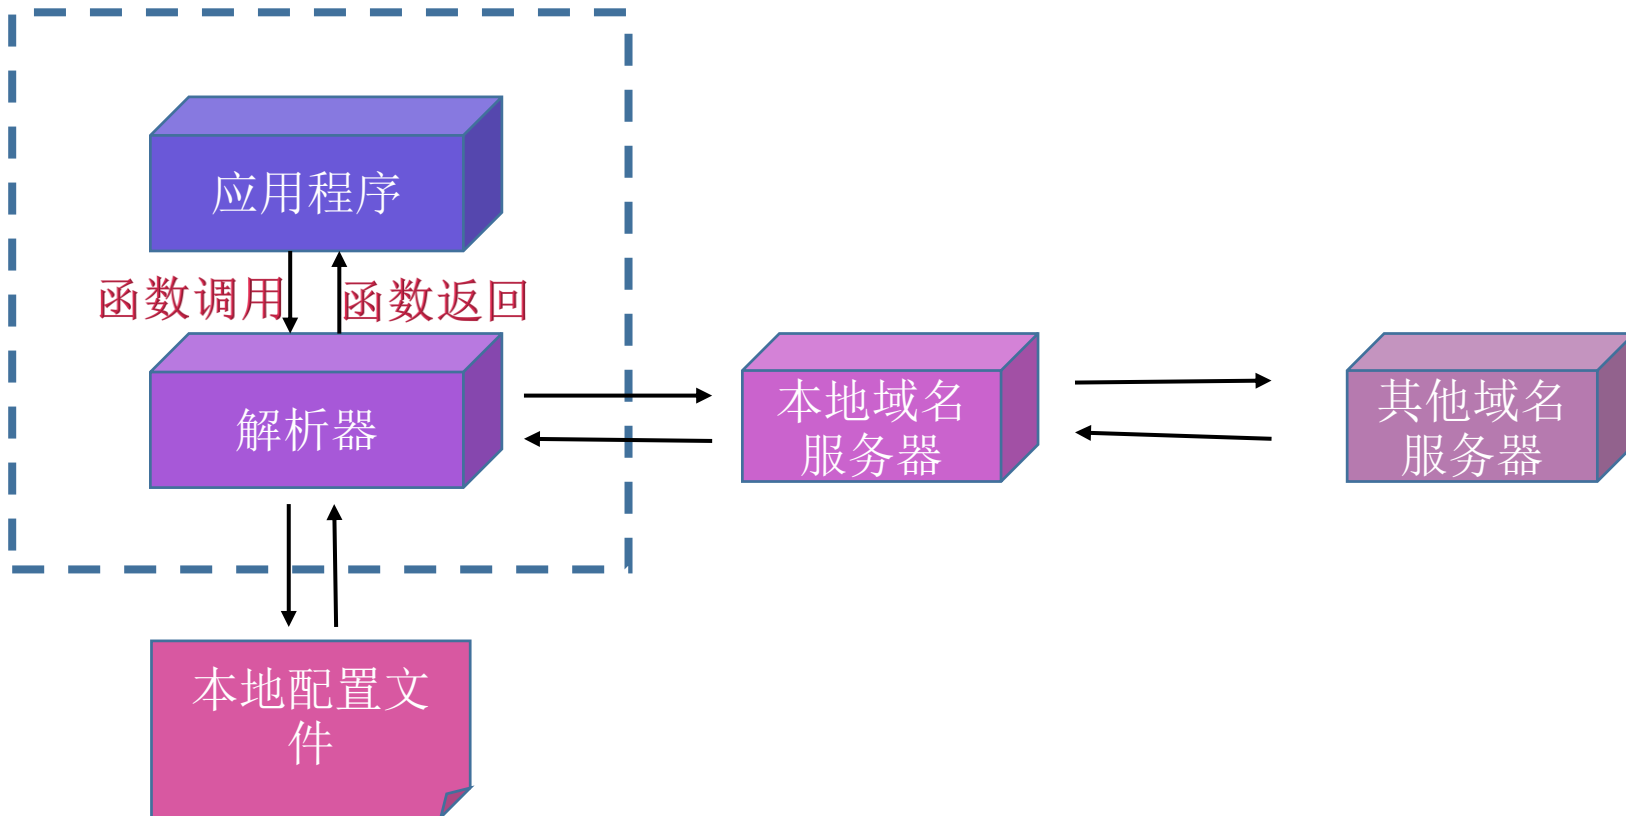 应用程序
函数调用
函数返回
解析器
本地域名
服务器
其他域名
服务器
本地配置文
件